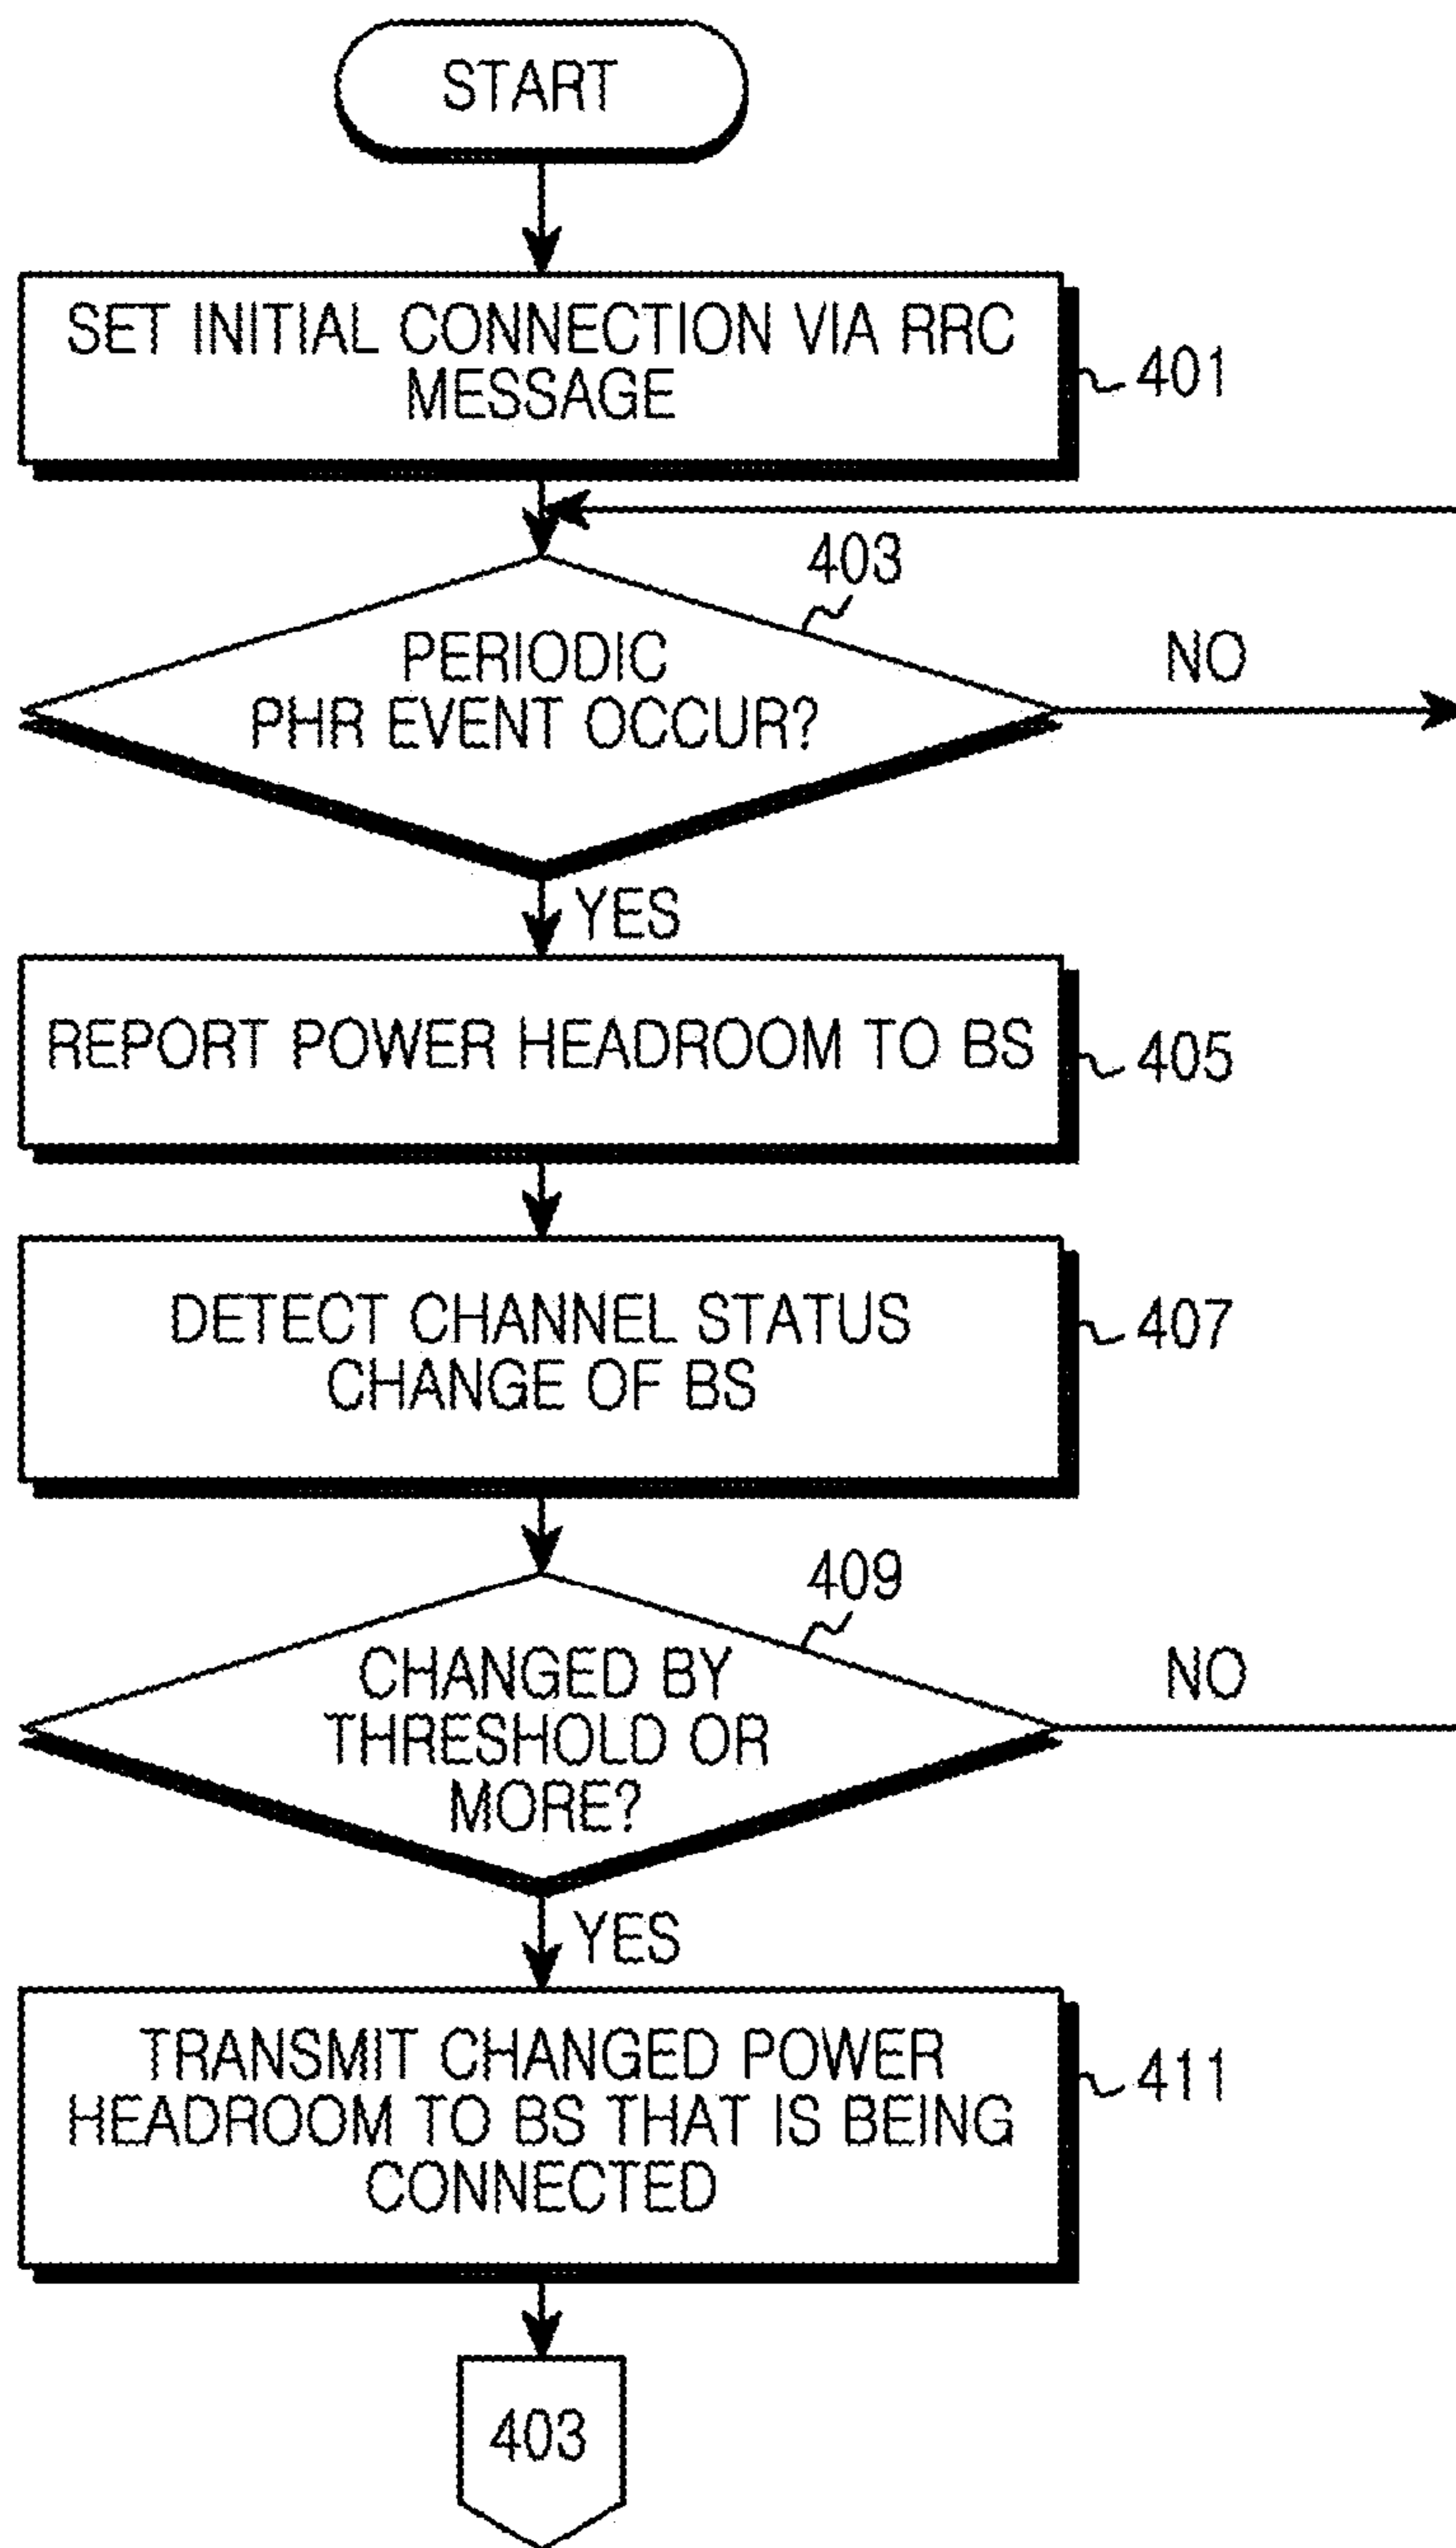 START
SET INITIAL CONNECTION VIA RRC
MESSAGE
401
403
PERIODIC
PHR EVENT OCCUR?
NO
YES
REPORT POWER HEADROOM TO BS
405
DETECT CHANNEL STATUS
CHANGE OF BS
407
409
CHANGED BY
THRESHOLD OR
MORE?
NO
YES
TRANSMIT CHANGED POWER
HEADROOM TO BS THAT IS BEING
CONNECTED
411
403